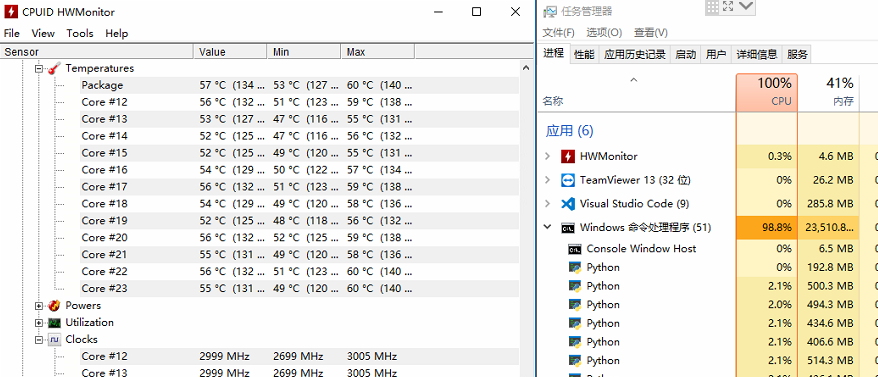 CPUID HWMonitor
File View Tools Help
Sensor Value Min Max
Temperatures
Package 57 °C (134 ... 53 °C (127 ... 60 °C (140 ...
Core #12 56 °C (132 ... 51 °C (123 ... 59 °C (138 ...
Core #13 53 °C (127 ... 47 °C (116 ... 55 °C (131 ...
Core #14 52 °C (125 ... 47 °C (116 ... 56 °C (132 ...
Core #15 52 °C (125 ... 49 °C (120 ... 55 °C (131 ...
Core #16 54 °C (129 ... 50 °C (122 ... 57 °C (134 ...
Core #17 56 °C (132 ... 51 °C (123 ... 59 °C (138 ...
Core #18 54 °C (129 ... 49 °C (120 ... 58 °C (136 ...
Core #19 52 °C (125 ... 48 °C (118 ... 56 °C (132 ...
Core #20 56 °C (132 ... 52 °C (125 ... 59 °C (138 ...
Core #21 55 °C (131 ... 49 °C (120 ... 58 °C (136 ...
Core #22 56 °C (132 ... 51 °C (123 ... 60 °C (140 ...
Core #23 55 °C (131 ... 49 °C (120 ... 60 °C (140 ...
Powers
Utilization
Clocks
Core #12 2999 MHz 2699 MHz 3005 MHz
Core #13 2999 MHz 2699 MHz 3005 MHz
任务管理器
文件(F) 选项(O) 查看(V)
进程 性能 应用历史记录 启动 用户 详细信息 服务
100% 41%
名称 CPU 内存
应用 (6)
HWMonitor 0.3% 4.6 MB
TeamViewer 13 (32 位) 0% 26.2 MB
Visual Studio Code (9) 0% 285.8 MB
Windows 命令处理程序 (51) 98.8% 23,510.8...
Console Window Host 0% 6.5 MB
Python 0% 192.8 MB
Python 2.1% 500.3 MB
Python 2.0% 494.3 MB
Python 2.1% 434.6 MB
Python 2.1% 406.6 MB
Python 2.1% 514.3 MB